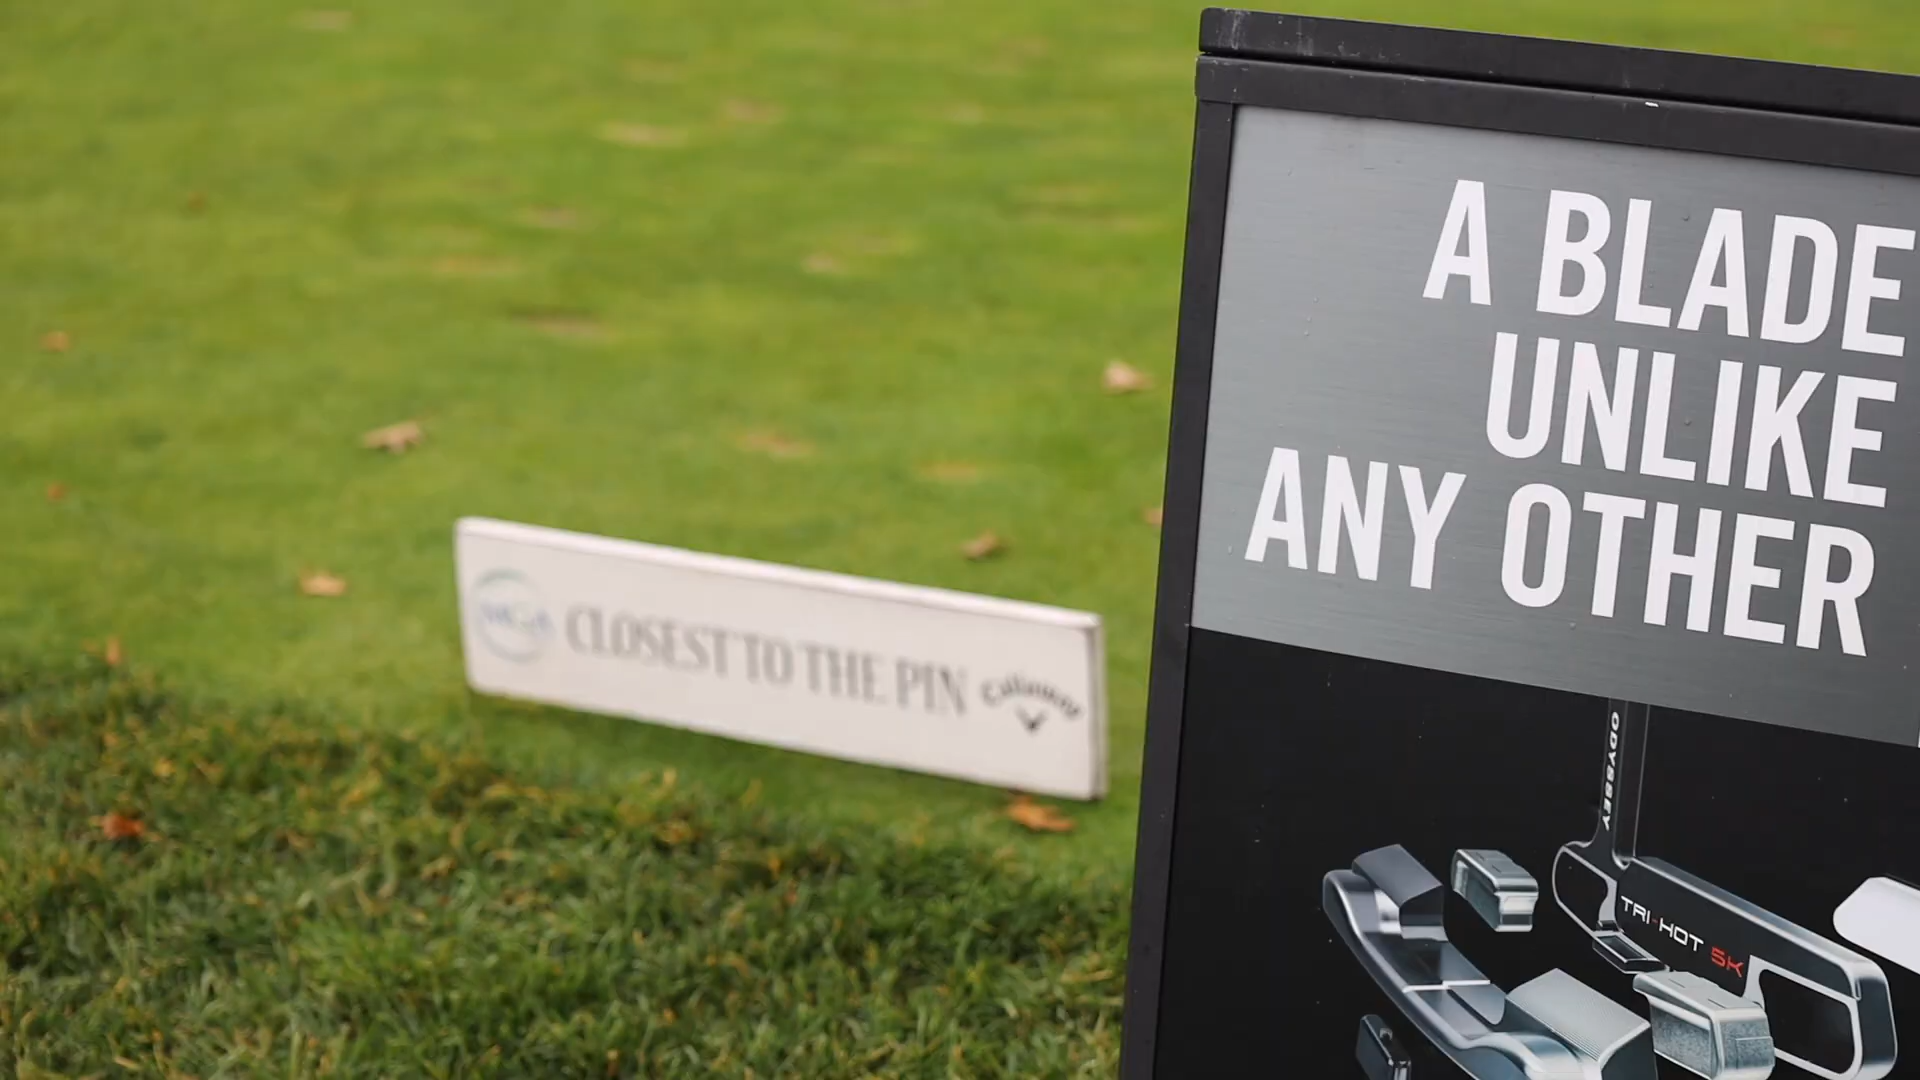 A BLADE
UNLIKE
ANY OTHER
CLOSEST TO THE PIN
Callaway
ODYSSEY
TRI-HOT 5K